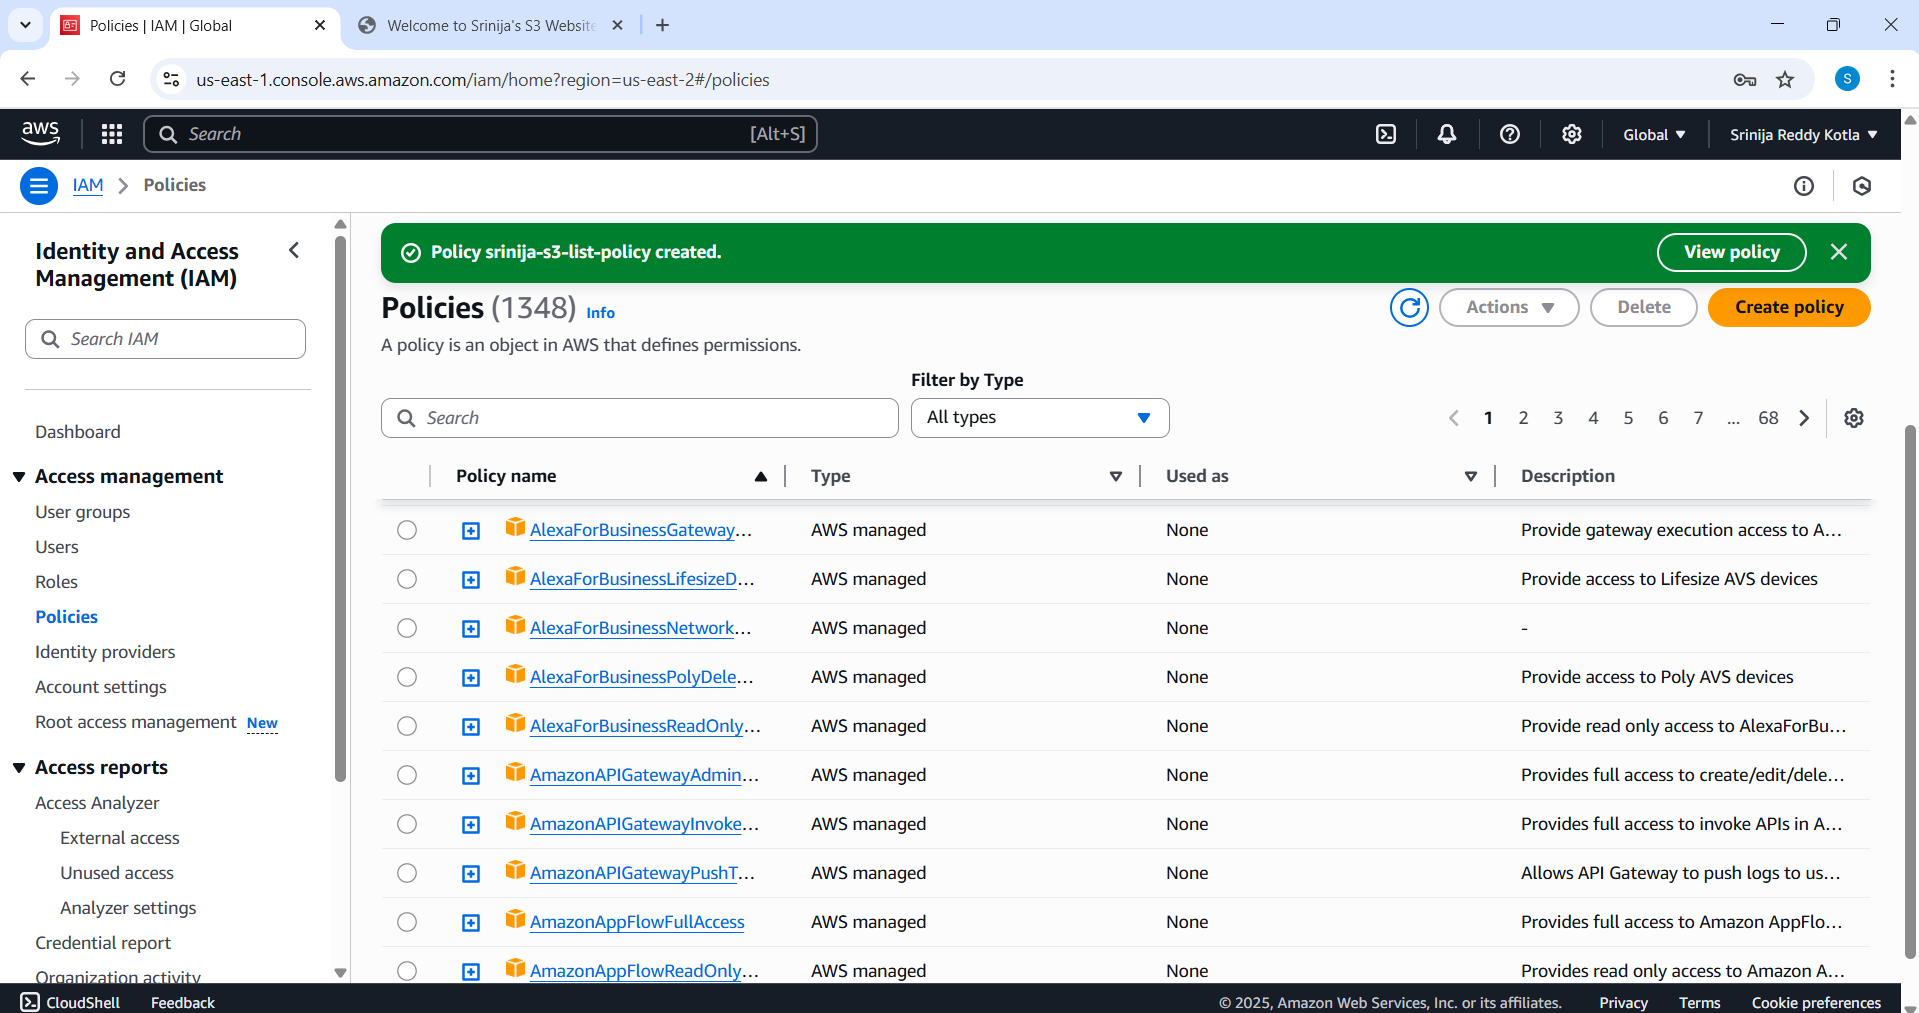 Policies | IAM | Global
Welcome to Srinija's S3 Website
us-east-1.console.aws.amazon.com/iam/home?region=us-east-2#/policies
S
aws
Search
[Alt+S]
Global
Srinija Reddy Kotla
IAM
Policies
Identity and Access
Management (IAM)
Search IAM
Dashboard
Access management
User groups
Users
Roles
Policies
Identity providers
Account settings
Root access management New
Access reports
Access Analyzer
External access
Unused access
Analyzer settings
Credential report
Organization activity
Policy srinija-s3-list-policy created.
View policy
Policies (1348) Info
Actions
Delete
Create policy
A policy is an object in AWS that defines permissions.
Filter by Type
Search
All types
1 2 3 4 5 6 7 ... 68
Policy name Type Used as Description
AlexaForBusinessGateway... AWS managed None Provide gateway execution access to A...
AlexaForBusinessLifesizeD... AWS managed None Provide access to Lifesize AVS devices
AlexaForBusinessNetwork... AWS managed None -
AlexaForBusinessPolyDele... AWS managed None Provide access to Poly AVS devices
AlexaForBusinessReadOnly... AWS managed None Provide read only access to AlexaForBu...
AmazonAPIGatewayAdmin... AWS managed None Provides full access to create/edit/dele...
AmazonAPIGatewayInvoke... AWS managed None Provides full access to invoke APIs in A...
AmazonAPIGatewayPushT... AWS managed None Allows API Gateway to push logs to us...
AmazonAppFlowFullAccess AWS managed None Provides full access to Amazon AppFlo...
AmazonAppFlowReadOnly... AWS managed None Provides read only access to Amazon A...
CloudShell Feedback © 2025, Amazon Web Services, Inc. or its affiliates. Privacy Terms Cookie preferences